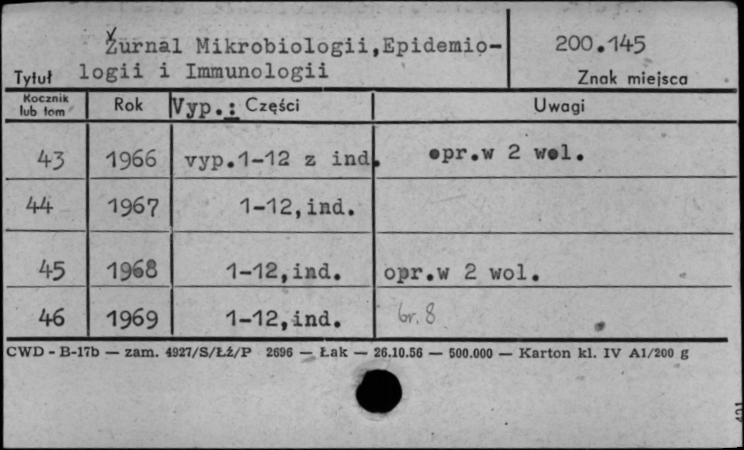 Žurnal Mikrobiologii,Epidemio- 200.145
Tytuł logii i Immunologii Znak miejsca
Rocznik lub tom Rok Vyp.: Części Uwagi
43 1966 vyp.1-12 z ind. opr.w 2 wol.
44 1967 1-12,ind.
45 1968 1-12,ind. opr.w 2 wol.
46 1969 1-12,ind. br. 8
CWD - B-17b — zam. 4927/S/Łź/P 2696 — Łak — 26.10.56 — 500.000 — Karton kl. IV A1/200 g